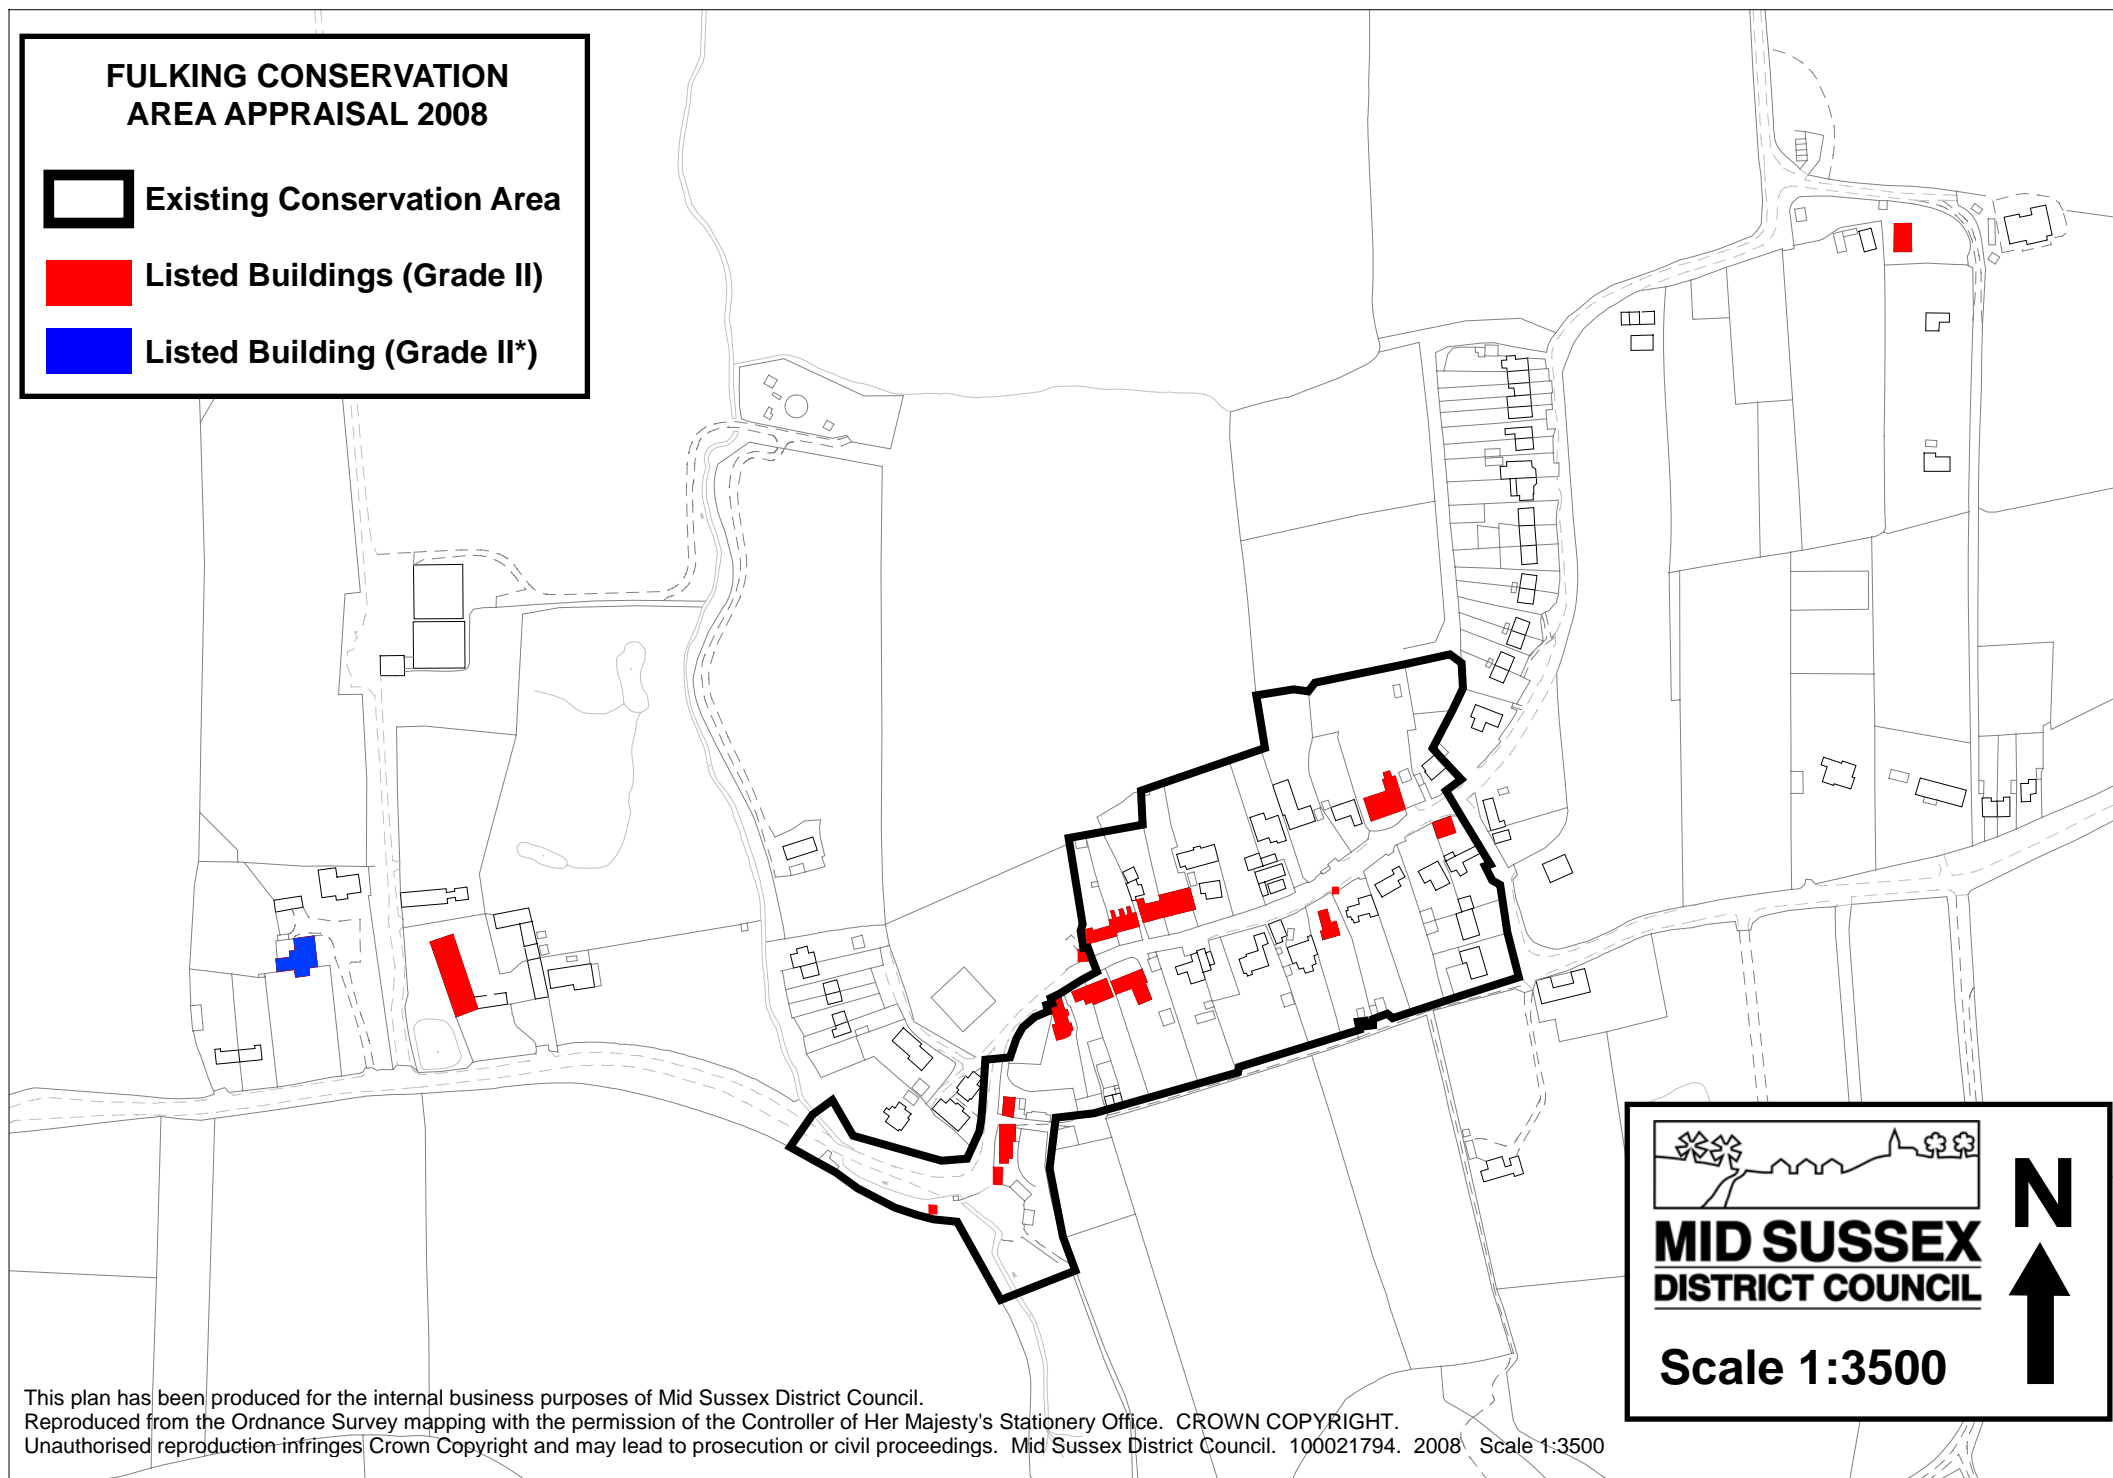 FULKING CONSERVATION
AREA APPRAISAL 2008
Existing Conservation Area
Listed Buildings (Grade II)
Listed Building (Grade II*)
MID SUSSEX
DISTRICT COUNCIL
N
Scale 1:3500
This plan has been produced for the internal business purposes of Mid Sussex District Council.
Reproduced from the Ordnance Survey mapping with the permission of the Controller of Her Majesty's Stationery Office.  CROWN COPYRIGHT.
Unauthorised reproduction infringes Crown Copyright and may lead to prosecution or civil proceedings.  Mid Sussex District Council.  100021794.  2008   Scale 1:3500